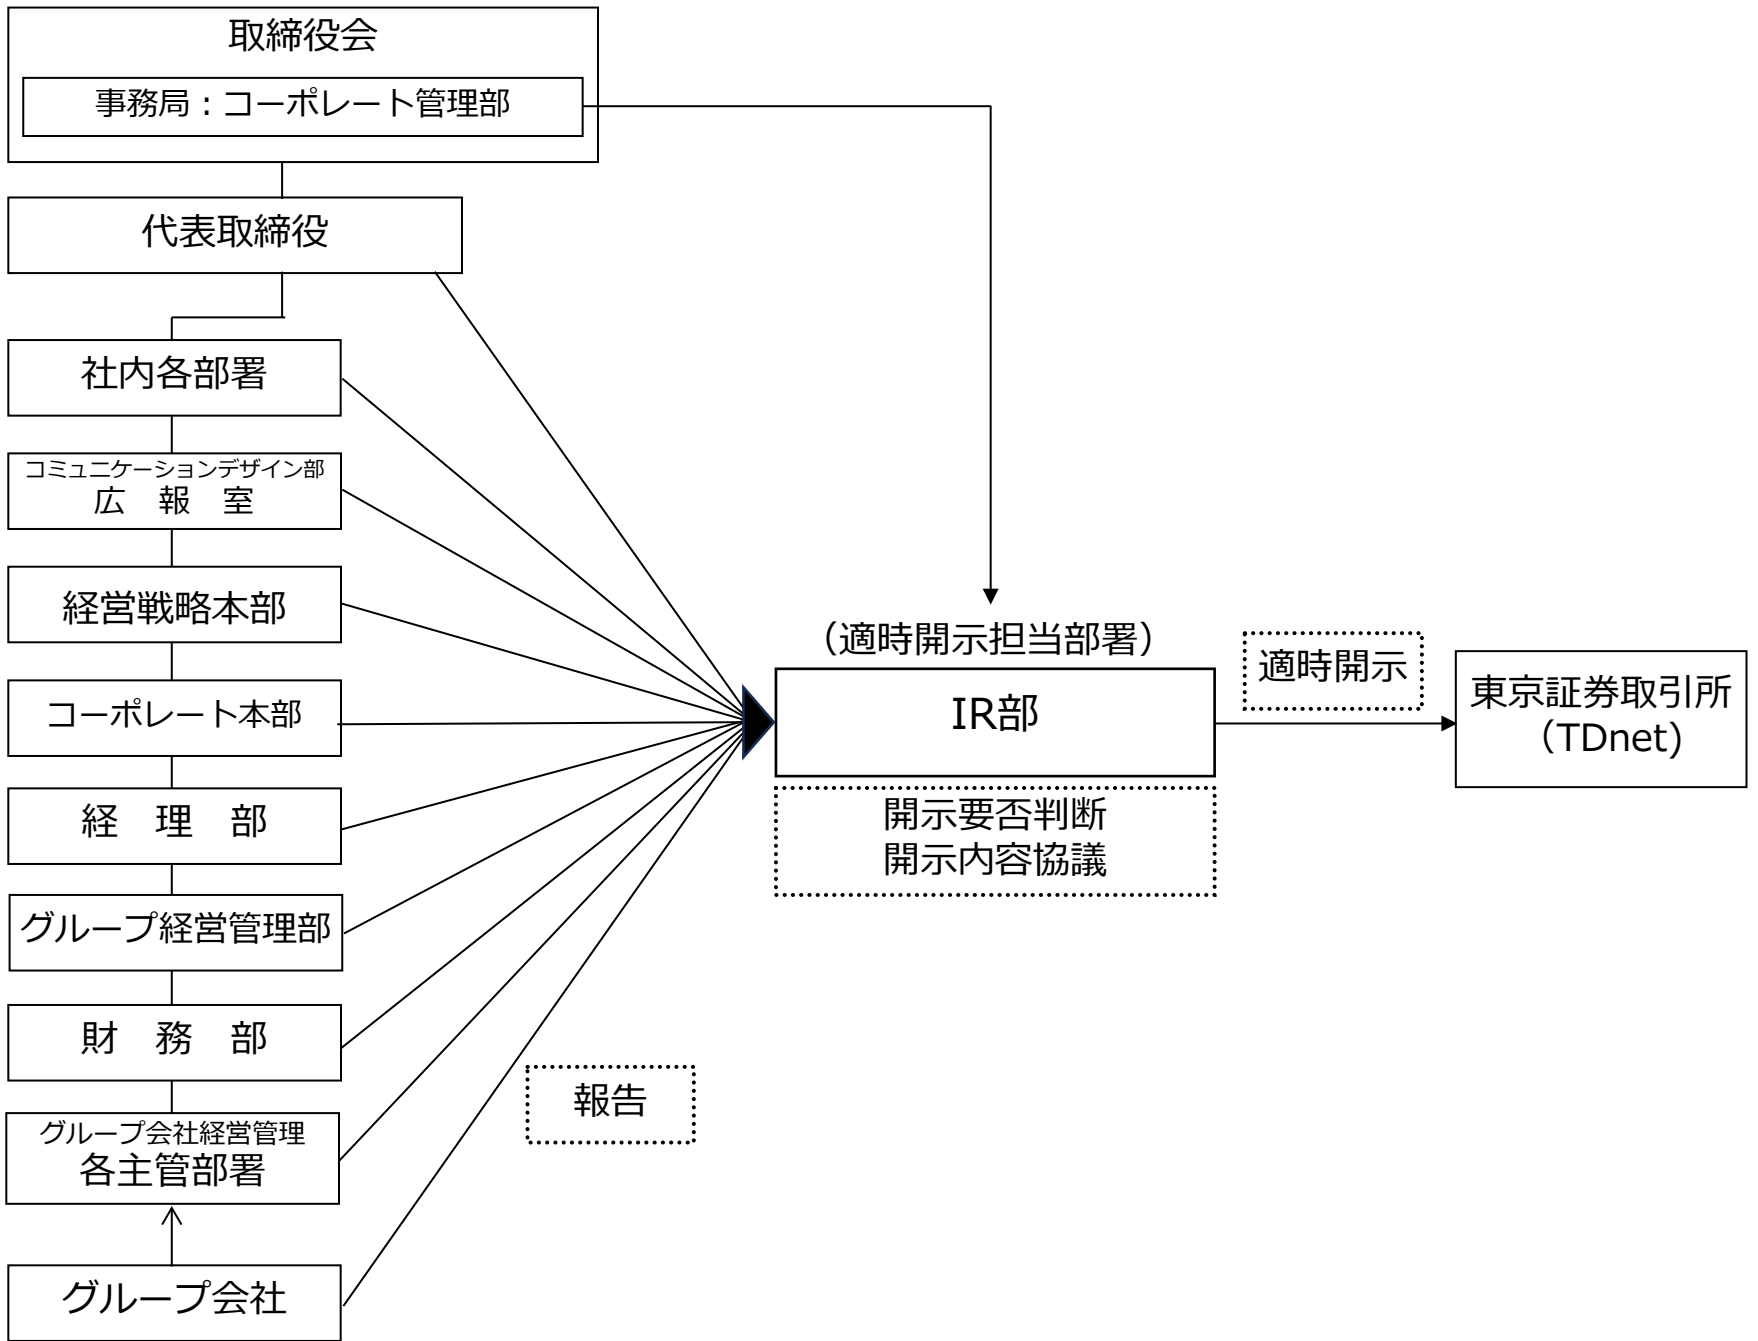 取締役会
事務局：コーポレート管理部
代表取締役
社内各部署
コミュニケーションデザイン部
広　報　室
経営戦略本部
コーポレート本部
経　理　部
グループ経営管理部
財　務　部
グループ会社経営管理
各主管部署
グループ会社
報告
（適時開示担当部署）
IR部
開示要否判断
開示内容協議
適時開示
東京証券取引所
（TDnet）